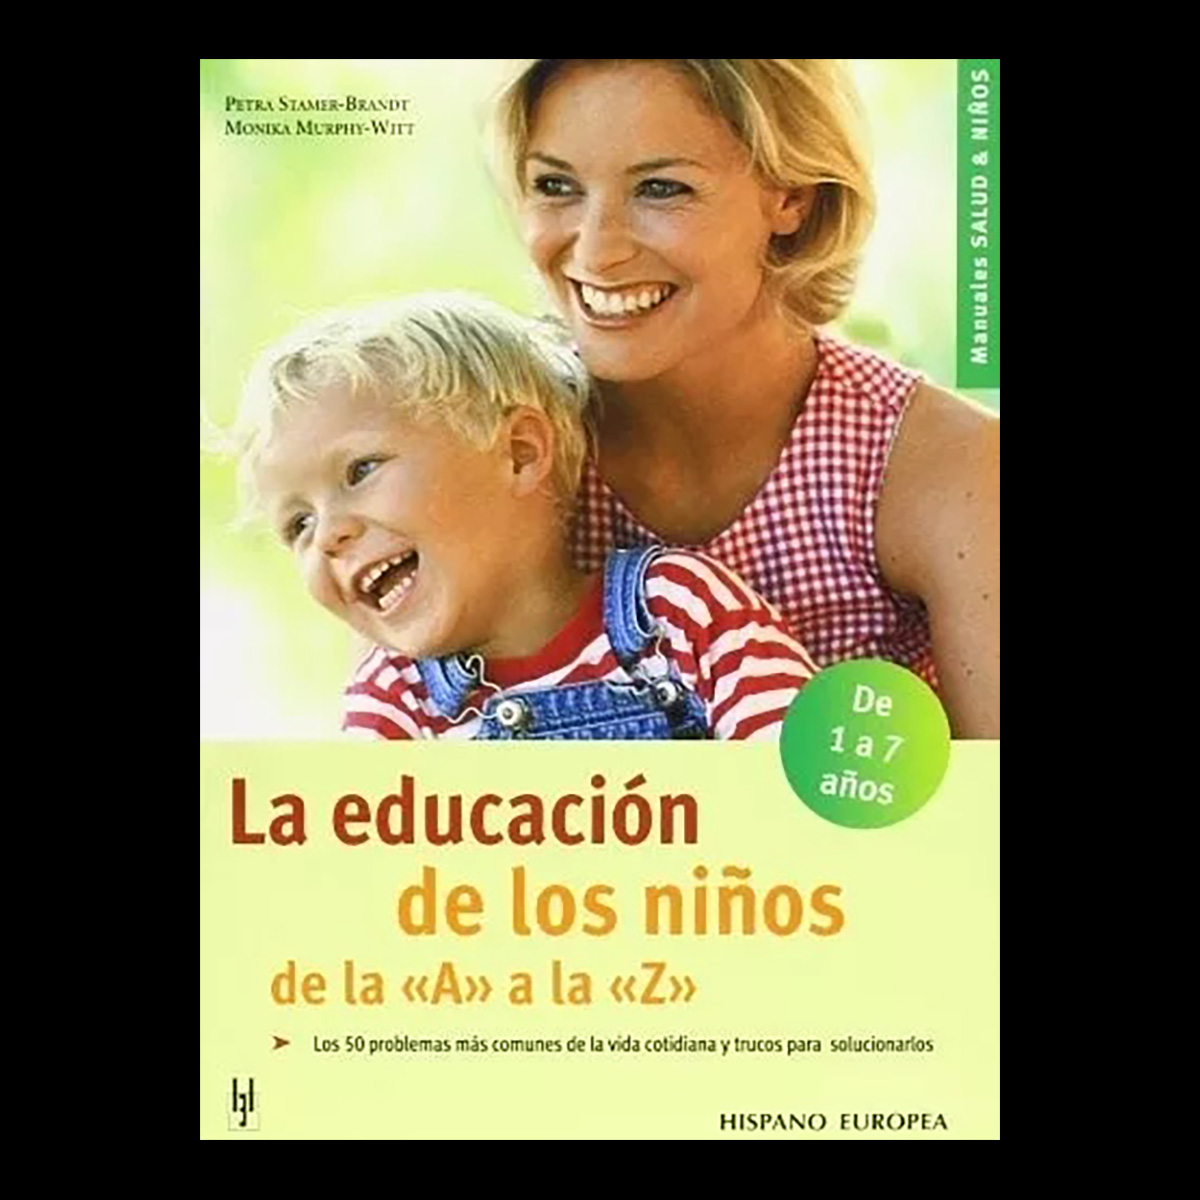 PETRA STAMER-BRANDT
MONIKA MURPHY-WITT
Manuales SALUD & NIÑOS
De
1 a 7
años
La educación
de los niños
de la «A» a la «Z»
➤ Los 50 problemas más comunes de la vida cotidiana y trucos para solucionarlos
HISPANO EUROPEA